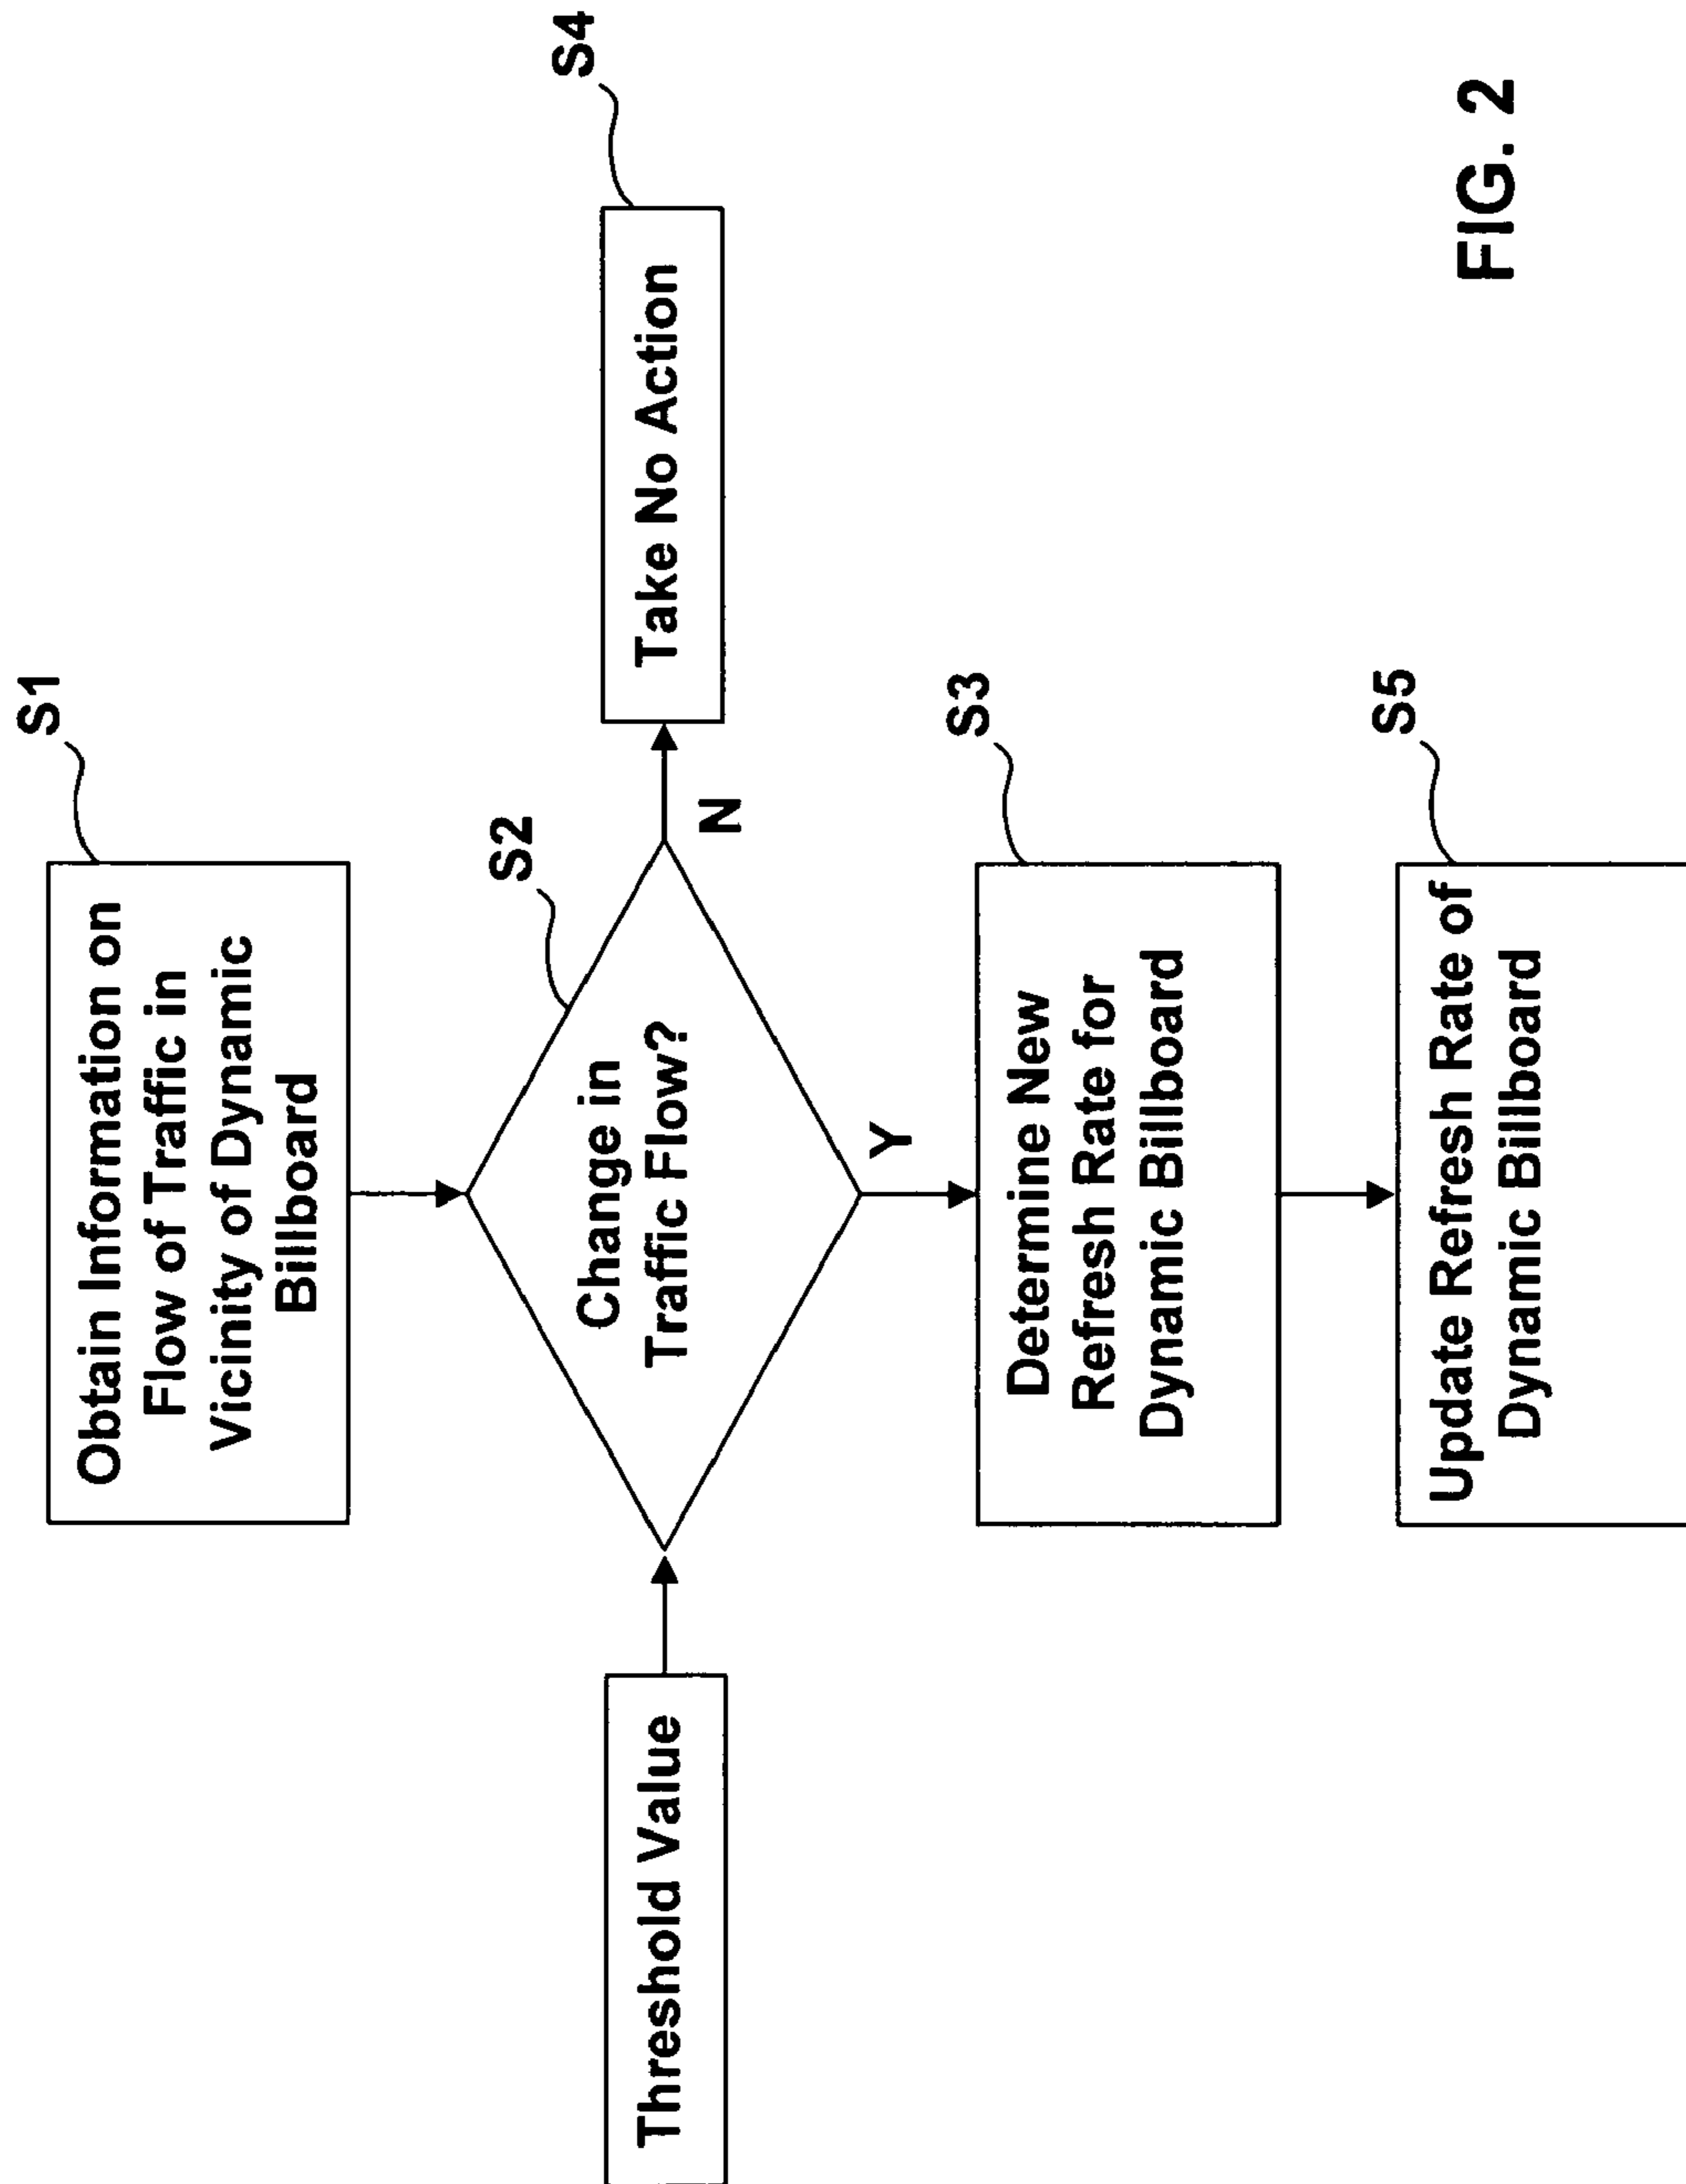 S1
Obtain Information on
Flow of Traffic in
Vicinity of Dynamic
Billboard
S2
Threshold Value
Change in
Traffic Flow?
N
Take No Action
S4
Y
S3
Determine New
Refresh Rate for
Dynamic Billboard
S5
Update Refresh Rate of
Dynamic Billboard
FIG. 2